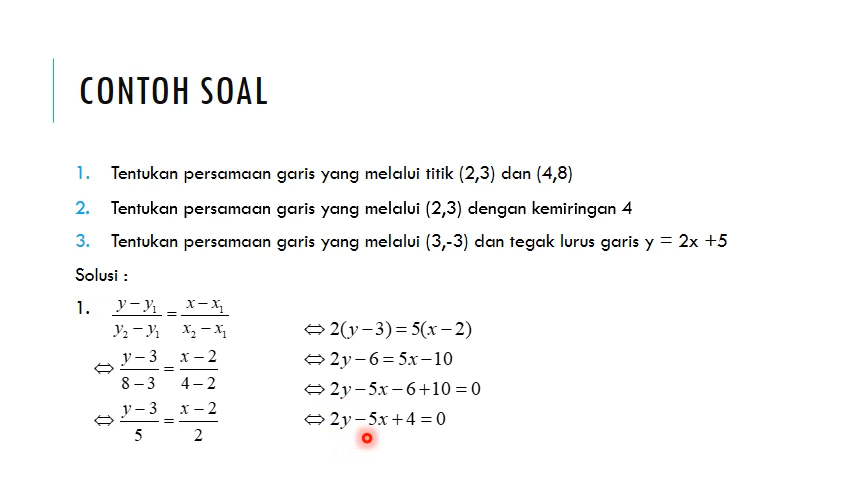 CONTOH SOAL
1. Tentukan persamaan garis yang melalui titik (2,3) dan (4,8)
2. Tentukan persamaan garis yang melalui (2,3) dengan kemiringan 4
3. Tentukan persamaan garis yang melalui (3,-3) dan tegak lurus garis y = 2x +5
Solusi :
1. (y − y₁)/(y₂ − y₁) = (x − x₁)/(x₂ − x₁)
⇔ (y − 3)/(8 − 3) = (x − 2)/(4 − 2)
⇔ (y − 3)/5 = (x − 2)/2
⇔ 2(y − 3) = 5(x − 2)
⇔ 2y − 6 = 5x − 10
⇔ 2y − 5x − 6 + 10 = 0
⇔ 2y − 5x + 4 = 0